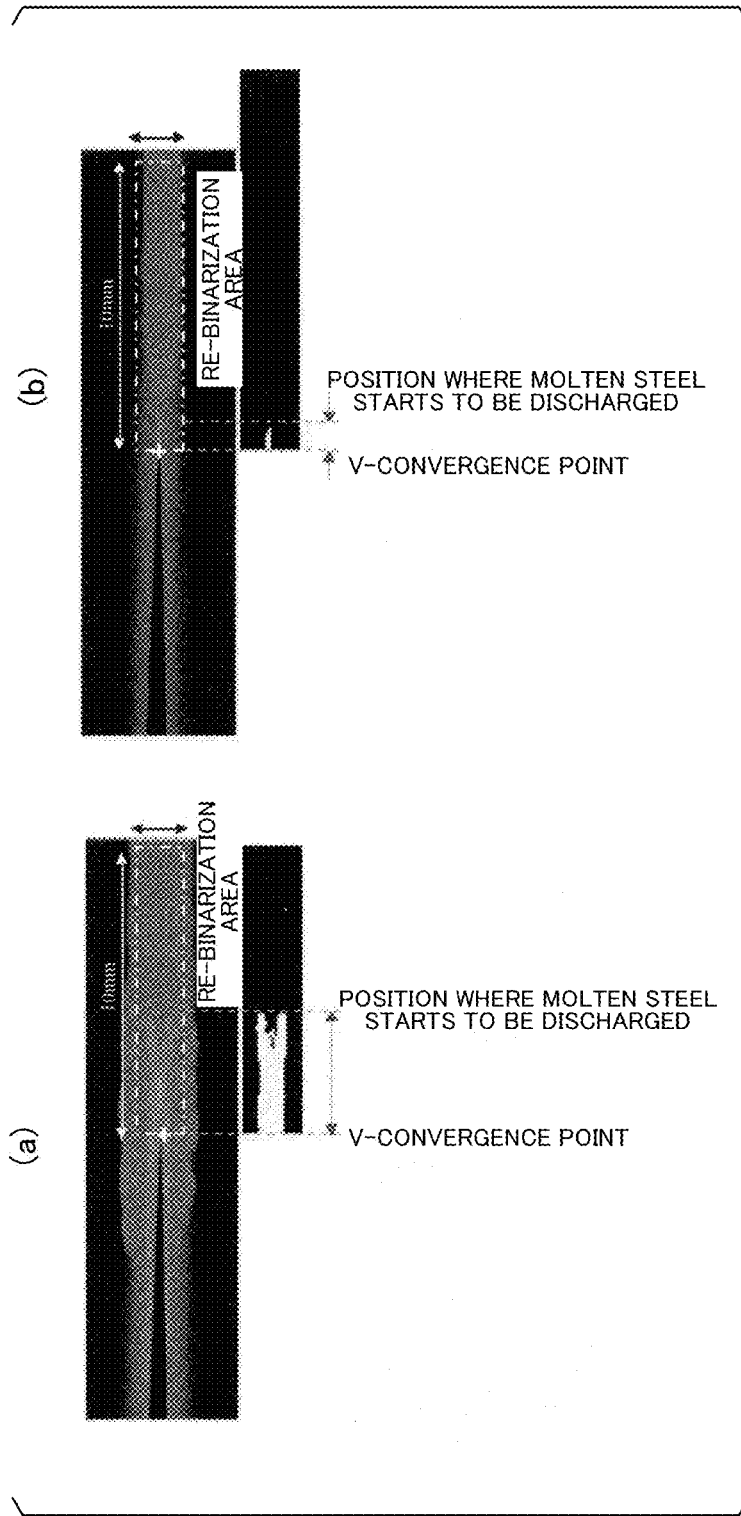 (a)
10mm
RE-BINARIZATION
AREA
POSITION WHERE MOLTEN STEEL
STARTS TO BE DISCHARGED
V-CONVERGENCE POINT
(b)
10mm
RE-BINARIZATION
AREA
POSITION WHERE MOLTEN STEEL
STARTS TO BE DISCHARGED
V-CONVERGENCE POINT